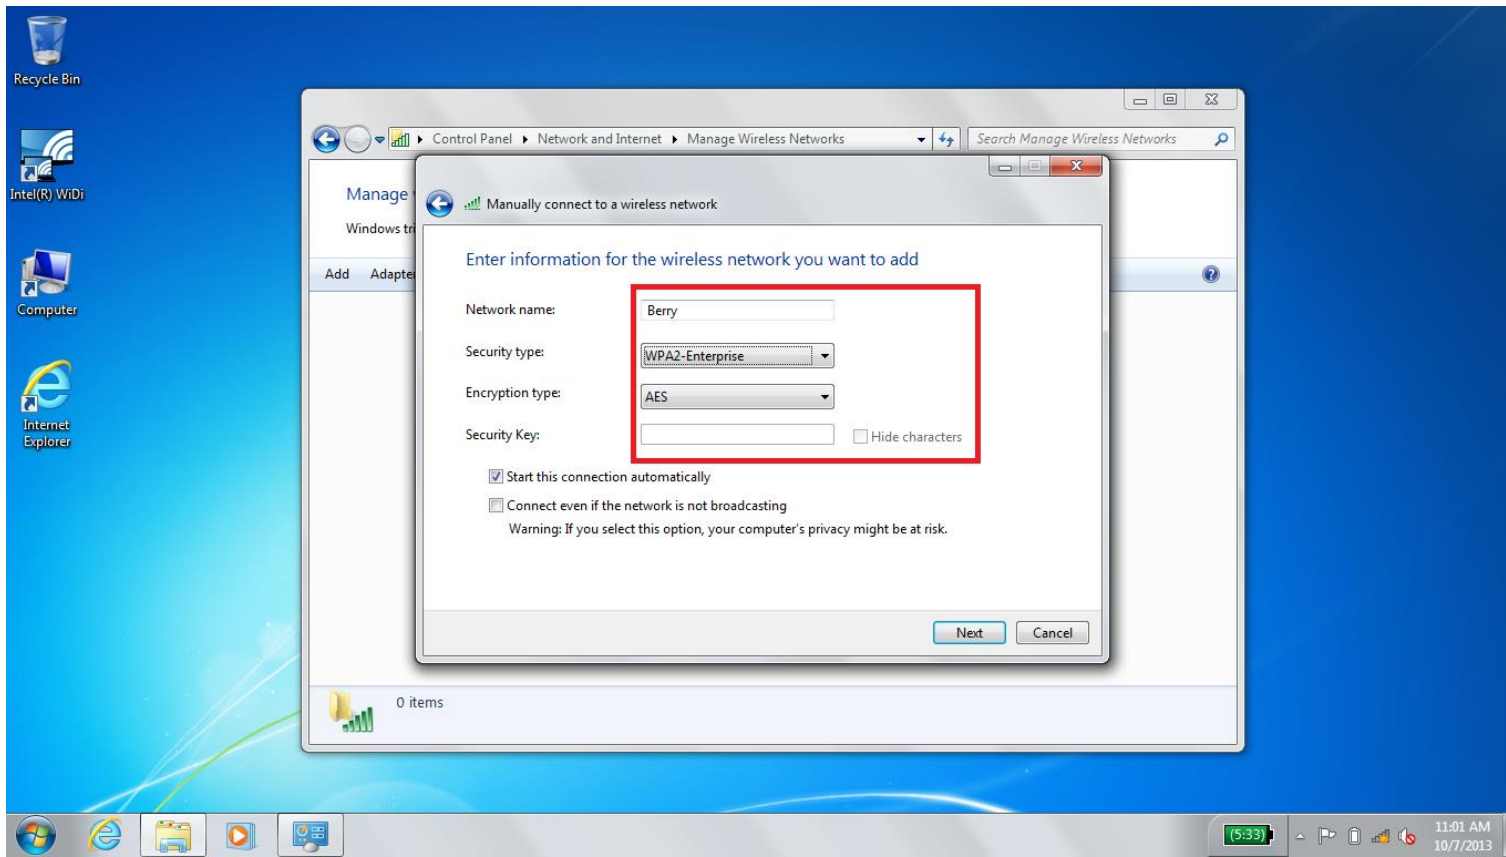 Recycle Bin
Intel(R) WiDi
Computer
Internet
Explorer
Control Panel Network and Internet Manage Wireless Networks
Search Manage Wireless Networks
Manage
Windows tri
Add Adapte
Manually connect to a wireless network
Enter information for the wireless network you want to add
Network name: Berry
Security type: WPA2-Enterprise
Encryption type: AES
Security Key: Hide characters
Start this connection automatically
Connect even if the network is not broadcasting
Warning: If you select this option, your computer's privacy might be at risk.
Next Cancel
0 items
(5:33)
11:01 AM
10/7/2013